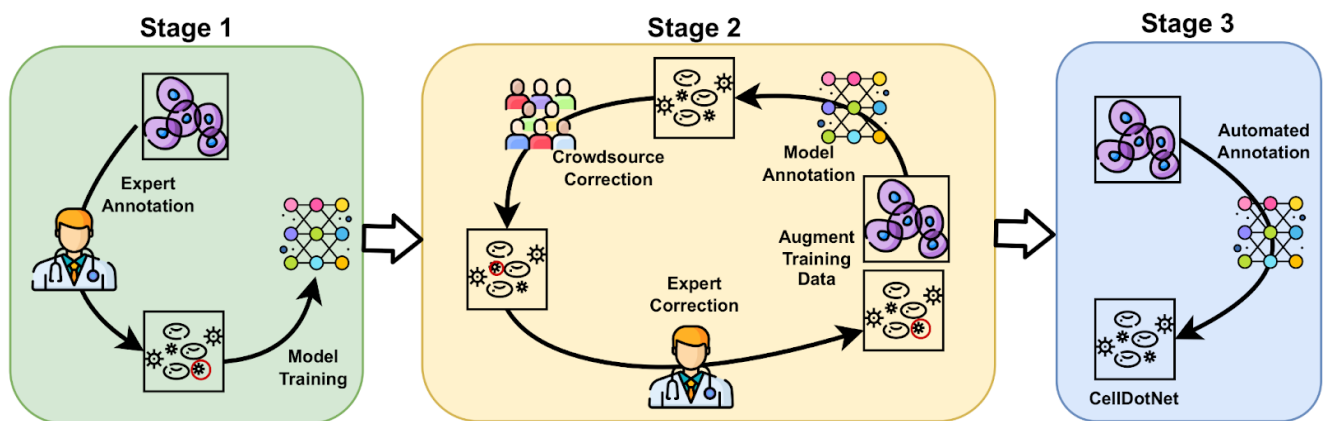 Stage 1
Expert
Annotation
Model
Training
Stage 2
Crowdsource
Correction
Model
Annotation
Augment
Training
Data
Expert
Correction
Stage 3
Automated
Annotation
CellDotNet